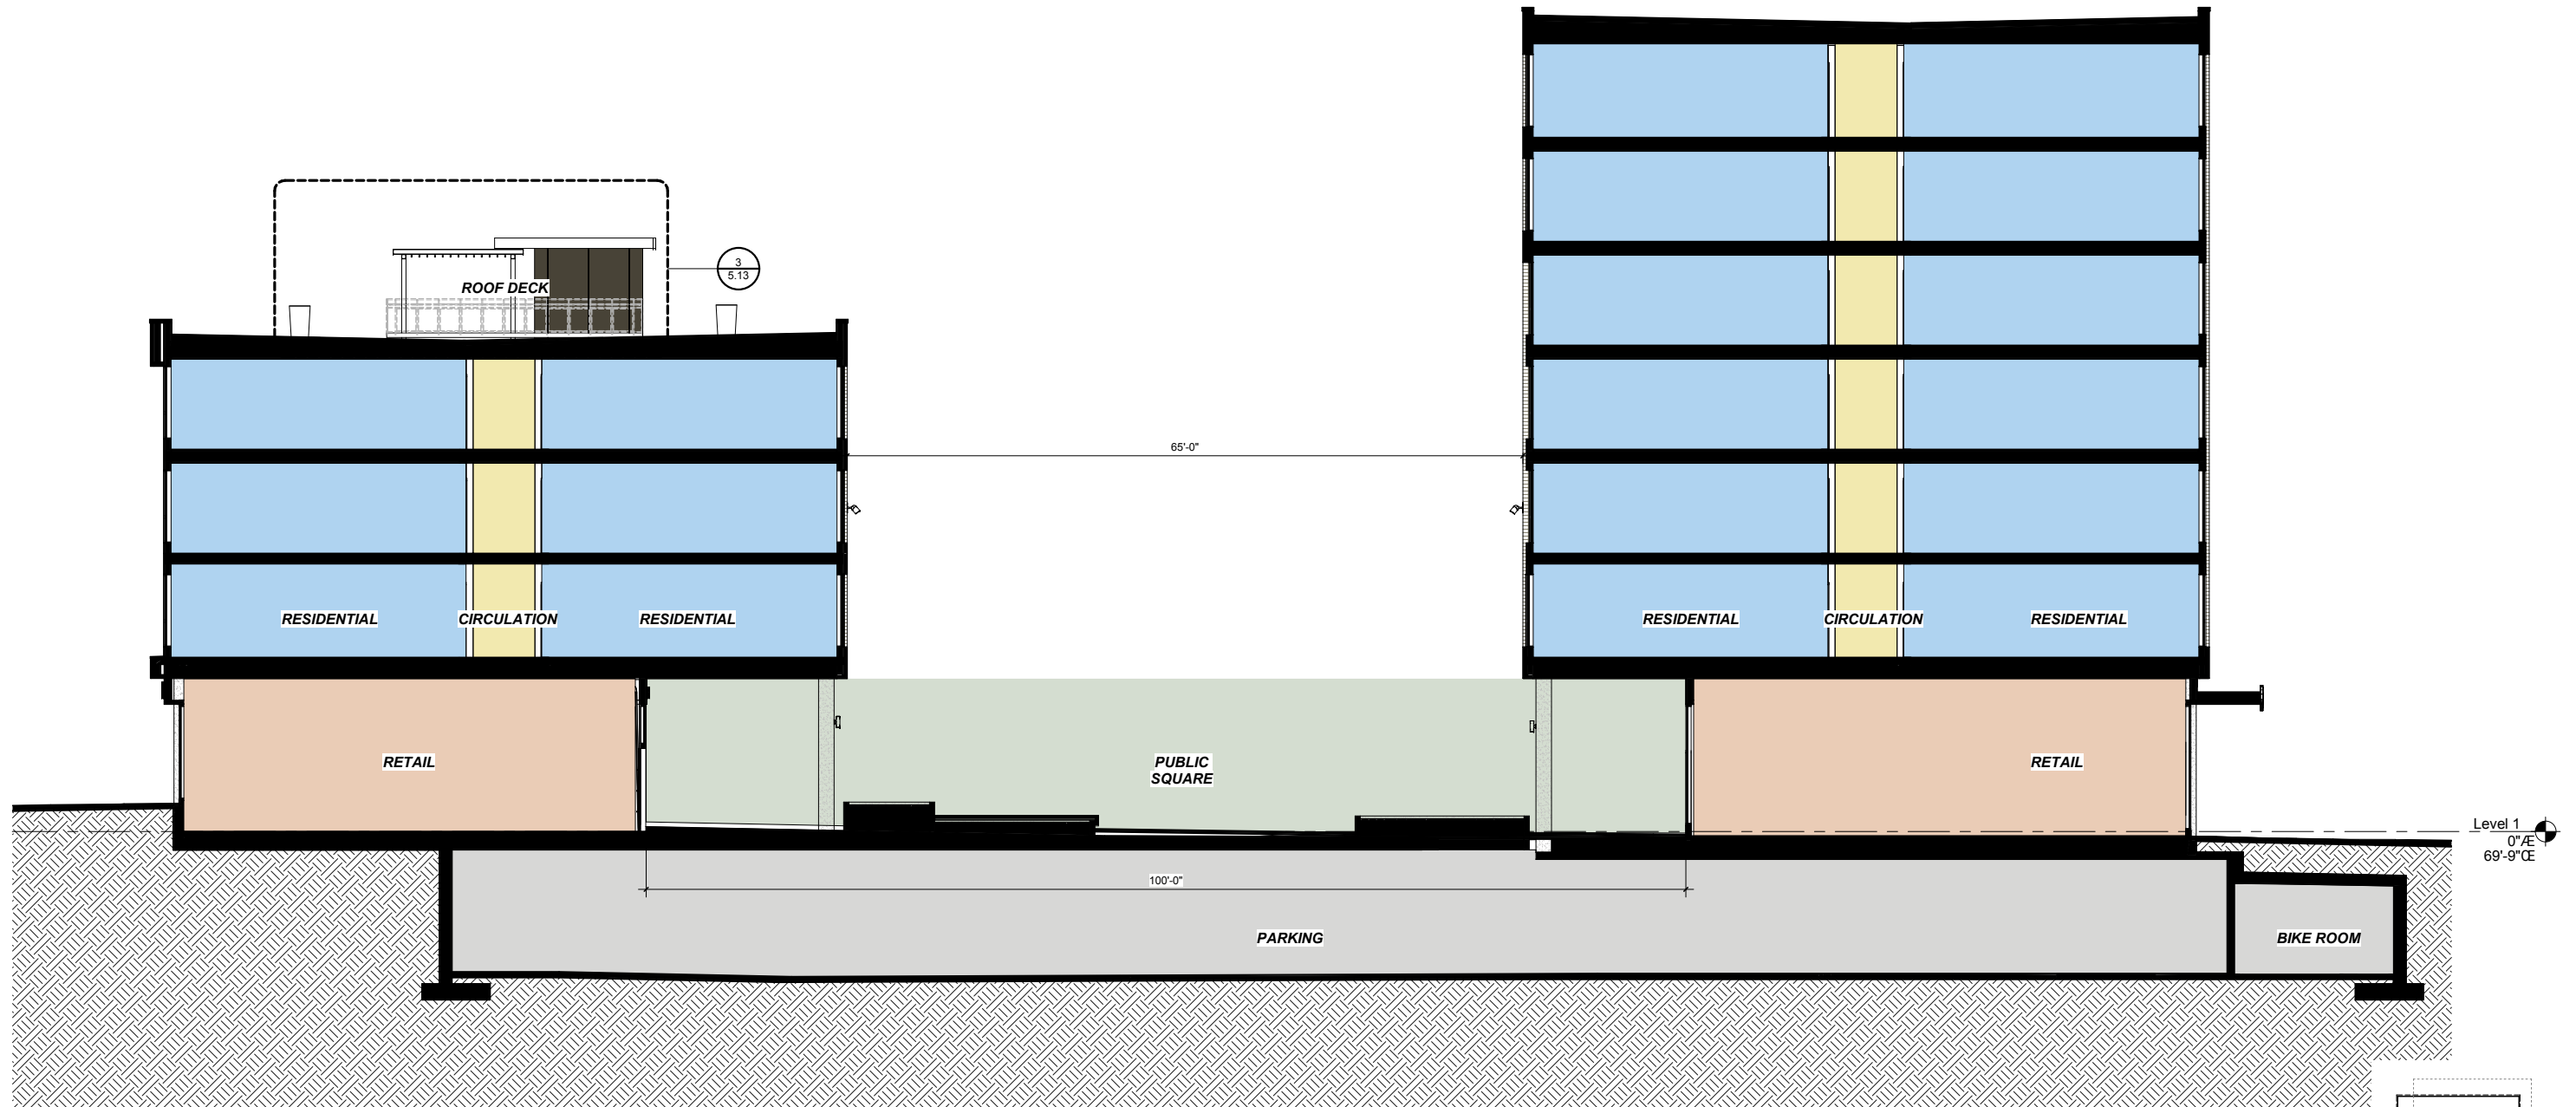 3
5.13
ROOF DECK
65'-0"
RESIDENTIAL
CIRCULATION
RESIDENTIAL
RESIDENTIAL
CIRCULATION
RESIDENTIAL
RETAIL
PUBLIC
SQUARE
RETAIL
Level 1
0"Æ
69'-9"Œ
100'-0"
PARKING
BIKE ROOM